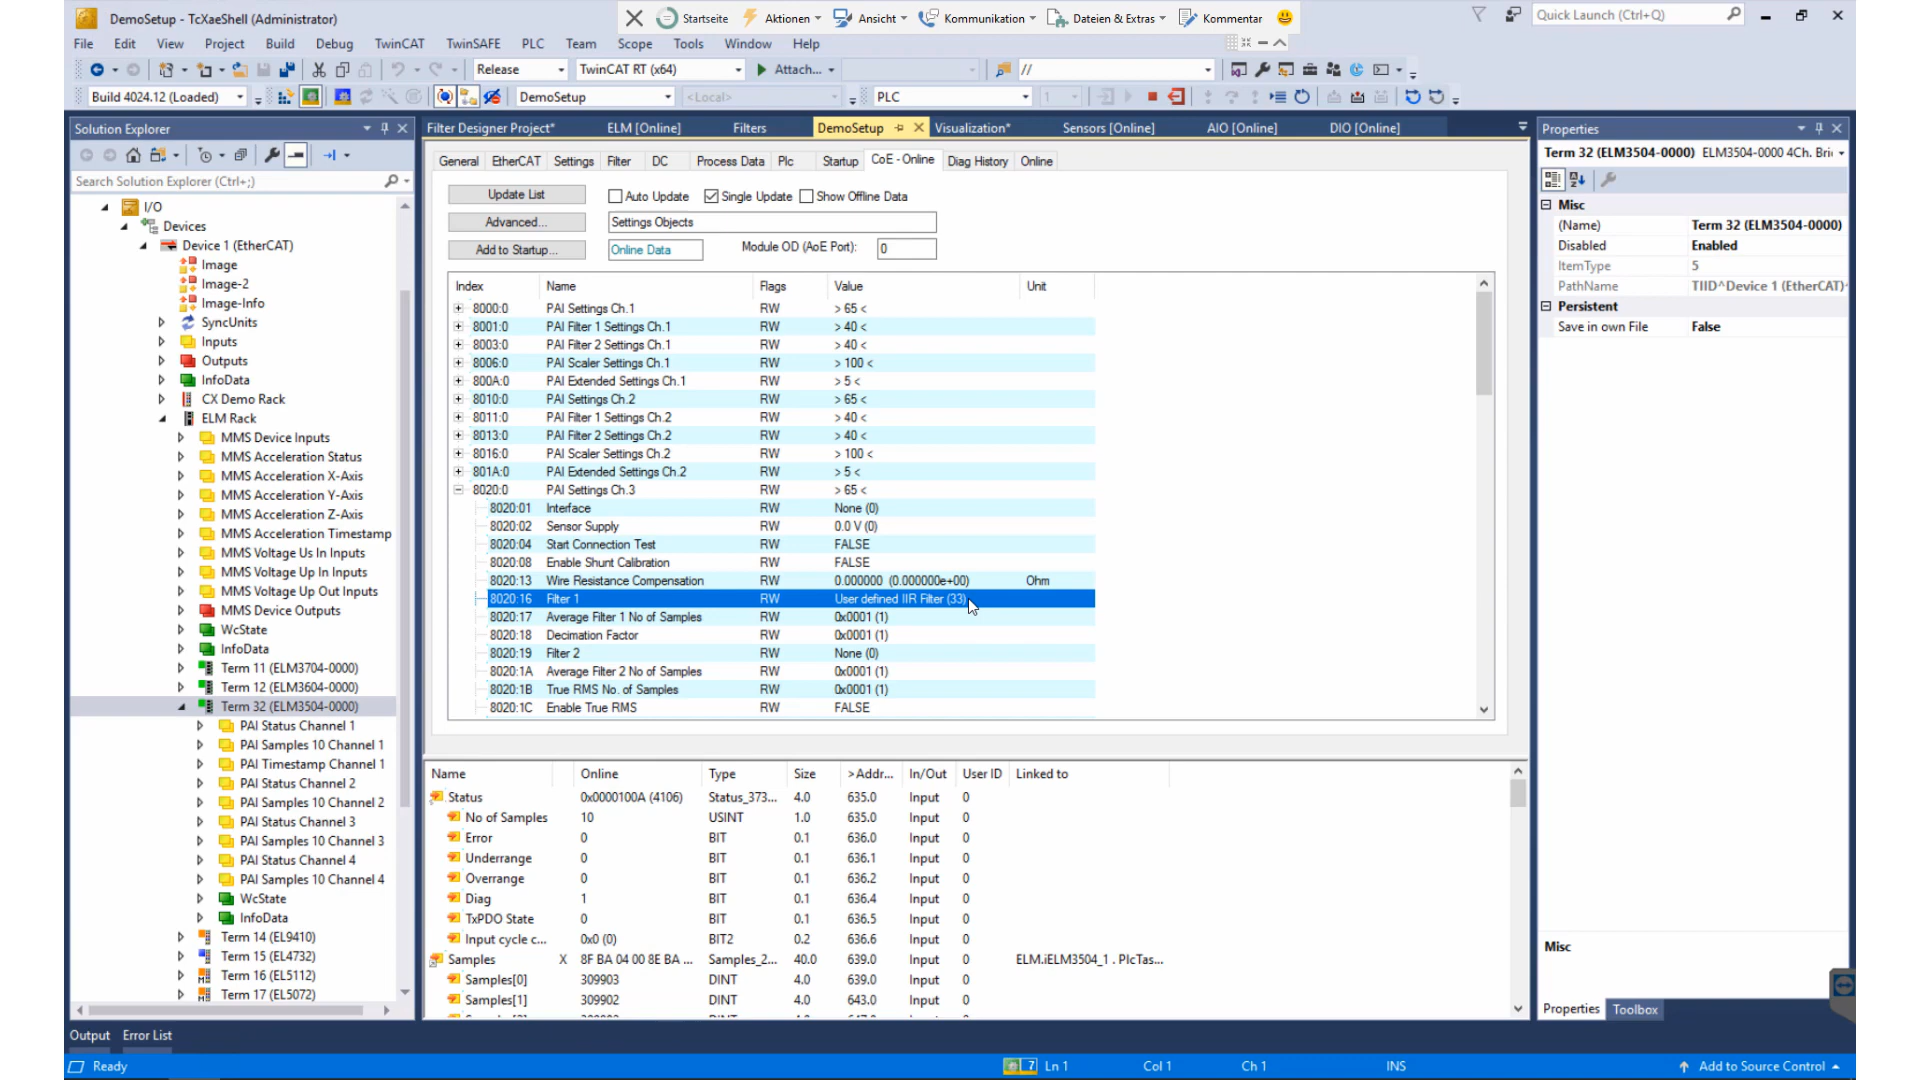 DemoSetup - TcXaeShell (Administrator)
Startseite Aktionen Ansicht Kommunikation Dateien & Extras Kommentar
Quick Launch (Ctrl+Q)
File Edit View Project Build Debug TwinCAT TwinSAFE PLC Team Scope Tools Window Help
Release TwinCAT RT (x64) Attach... //
Build 4024.12 (Loaded) DemoSetup <Local> PLC 1
Solution Explorer
Search Solution Explorer (Ctrl+;)
I/O
Devices
Device 1 (EtherCAT)
Image
Image-2
Image-Info
SyncUnits
Inputs
Outputs
InfoData
CX Demo Rack
ELM Rack
MMS Device Inputs
MMS Acceleration Status
MMS Acceleration X-Axis
MMS Acceleration Y-Axis
MMS Acceleration Z-Axis
MMS Acceleration Timestamp
MMS Voltage Us In Inputs
MMS Voltage Up In Inputs
MMS Voltage Up Out Inputs
MMS Device Outputs
WcState
InfoData
Term 11 (ELM3704-0000)
Term 12 (ELM3604-0000)
Term 32 (ELM3504-0000)
PAI Status Channel 1
PAI Samples 10 Channel 1
PAI Timestamp Channel 1
PAI Status Channel 2
PAI Samples 10 Channel 2
PAI Status Channel 3
PAI Samples 10 Channel 3
PAI Status Channel 4
PAI Samples 10 Channel 4
WcState
InfoData
Term 14 (EL9410)
Term 15 (EL4732)
Term 16 (EL5112)
Term 17 (EL5072)
Filter Designer Project* ELM [Online] Filters DemoSetup Visualization* Sensors [Online] AIO [Online] DIO [Online]
General EtherCAT Settings Filter DC Process Data Plc Startup CoE - Online Diag History Online
Update List Auto Update Single Update Show Offline Data
Advanced... Settings Objects
Add to Startup... Online Data Module OD (AoE Port): 0
Index Name Flags Value Unit
8000:0 PAI Settings Ch.1 RW > 65 <
8001:0 PAI Filter 1 Settings Ch.1 RW > 40 <
8003:0 PAI Filter 2 Settings Ch.1 RW > 40 <
8006:0 PAI Scaler Settings Ch.1 RW > 100 <
800A:0 PAI Extended Settings Ch.1 RW > 5 <
8010:0 PAI Settings Ch.2 RW > 65 <
8011:0 PAI Filter 1 Settings Ch.2 RW > 40 <
8013:0 PAI Filter 2 Settings Ch.2 RW > 40 <
8016:0 PAI Scaler Settings Ch.2 RW > 100 <
801A:0 PAI Extended Settings Ch.2 RW > 5 <
8020:0 PAI Settings Ch.3 RW > 65 <
8020:01 Interface RW None (0)
8020:02 Sensor Supply RW 0.0 V (0)
8020:04 Start Connection Test RW FALSE
8020:08 Enable Shunt Calibration RW FALSE
8020:13 Wire Resistance Compensation RW 0.000000 (0.000000e+00) Ohm
8020:16 Filter 1 RW User defined IIR Filter (33)
8020:17 Average Filter 1 No of Samples RW 0x0001 (1)
8020:18 Decimation Factor RW 0x0001 (1)
8020:19 Filter 2 RW None (0)
8020:1A Average Filter 2 No of Samples RW 0x0001 (1)
8020:1B True RMS No. of Samples RW 0x0001 (1)
8020:1C Enable True RMS RW FALSE
Name Online Type Size >Addr... In/Out User ID Linked to
Status 0x0000100A (4106) Status_373... 4.0 635.0 Input 0
No of Samples 10 USINT 1.0 635.0 Input 0
Error 0 BIT 0.1 636.0 Input 0
Underrange 0 BIT 0.1 636.1 Input 0
Overrange 0 BIT 0.1 636.2 Input 0
Diag 1 BIT 0.1 636.4 Input 0
TxPDO State 0 BIT 0.1 636.5 Input 0
Input cycle c... 0x0 (0) BIT2 0.2 636.6 Input 0
Samples X 8F BA 04 00 8E BA ... Samples_2... 40.0 639.0 Input 0 ELM.iELM3504_1 . PlcTas...
Samples[0] 309903 DINT 4.0 639.0 Input 0
Samples[1] 309902 DINT 4.0 643.0 Input 0
Properties
Term 32 (ELM3504-0000) ELM3504-0000 4Ch. Bri
Misc
(Name) Term 32 (ELM3504-0000)
Disabled Enabled
ItemType 5
PathName TIID^Device 1 (EtherCAT)^
Persistent
Save in own File False
Misc
Properties Toolbox
Output Error List
Ready 7 Ln 1 Col 1 Ch 1 INS Add to Source Control